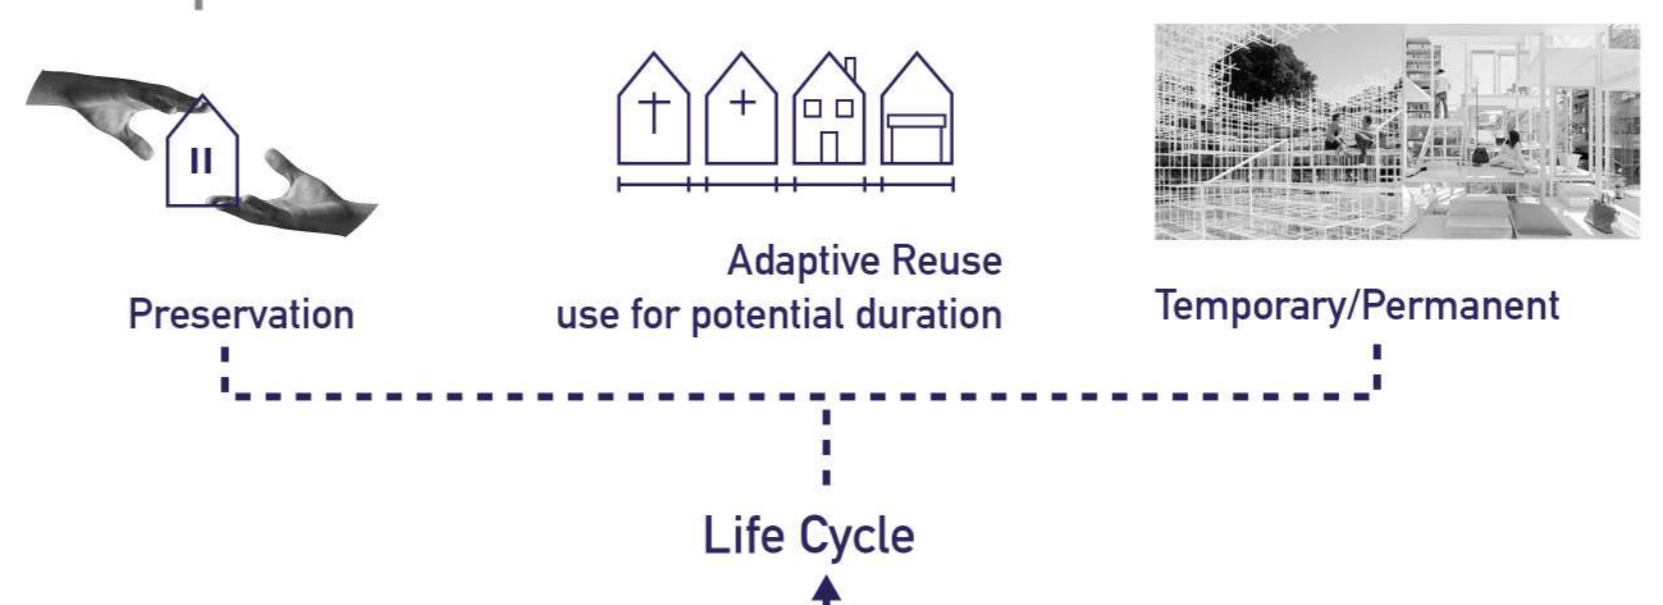 Preservation
Adaptive Reuse
use for potential duration
Temporary/Permanent
Life Cycle